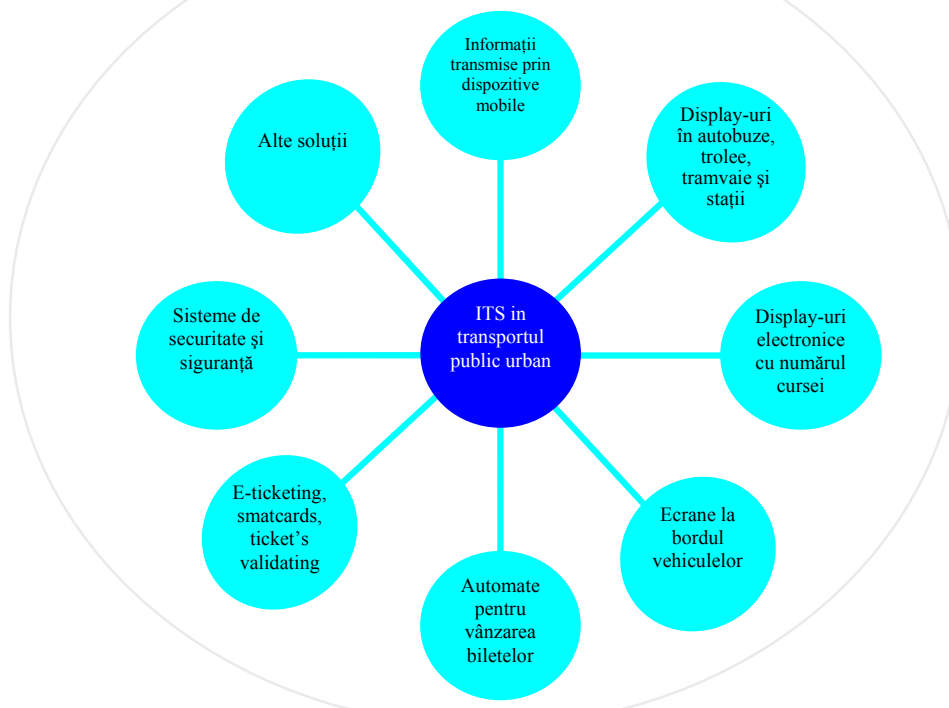 Informații
transmise prin
dispozitive
mobile
Display-uri
în autobuze,
trolee,
tramvaie şi
stații
Display-uri
electronice
cu numărul
cursei
Ecrane la
bordul
vehiculelor
Automate
pentru
vânzarea
biletelor
E-ticketing,
smatcards,
ticket’s
validating
Sisteme de
securitate şi
siguranță
Alte soluții
ITS in
transportul
public urban